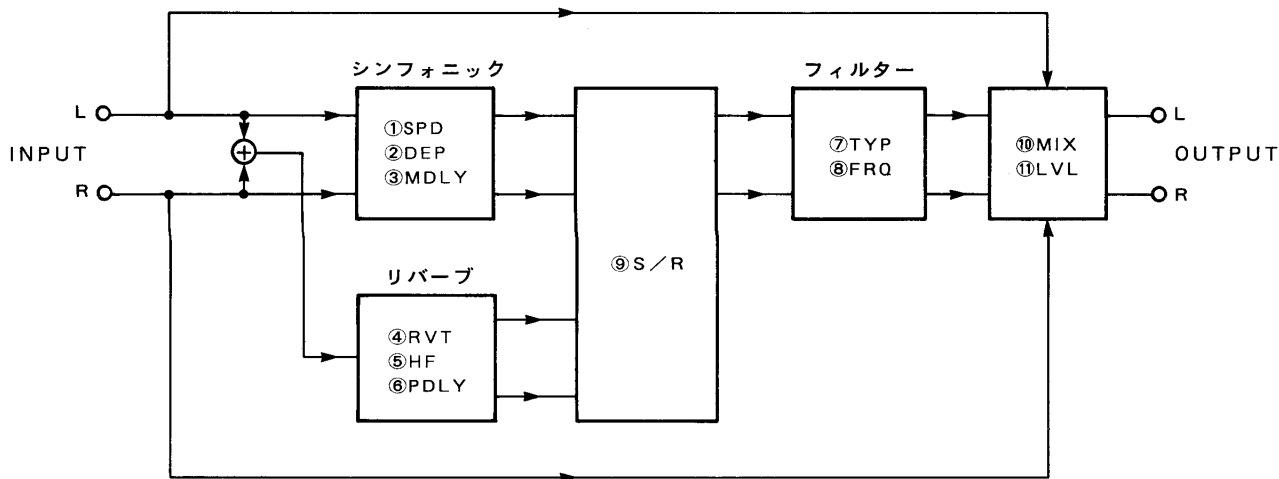 シンフォニック
フィルター
L
INPUT
R
①SPD
②DEP
③MDLY
⑦TYP
⑧FRQ
⑩MIX
⑪LVL
L
OUTPUT
R
+
⑨S／R
リバーブ
④RVT
⑤HF
⑥PDLY